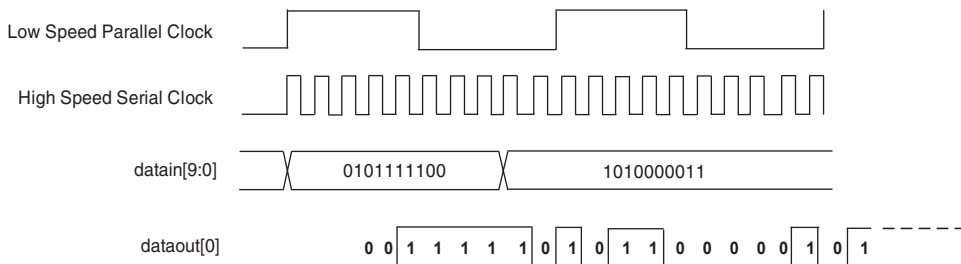 Low Speed Parallel Clock
High Speed Serial Clock
datain[9:0]
0101111100
1010000011
dataout[0]
0 0 1 1 1 1 1 0 1 0 1 1 0 0 0 0 0 1 0 1